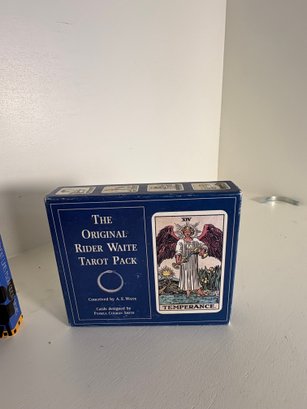 THE
ORIGINAL
RIDER WAITE
TAROT PACK
Conceived by A. E. WAITE
Cards designed by
PAMELA COLMAN SMITH
XIV
TEMPERANCE